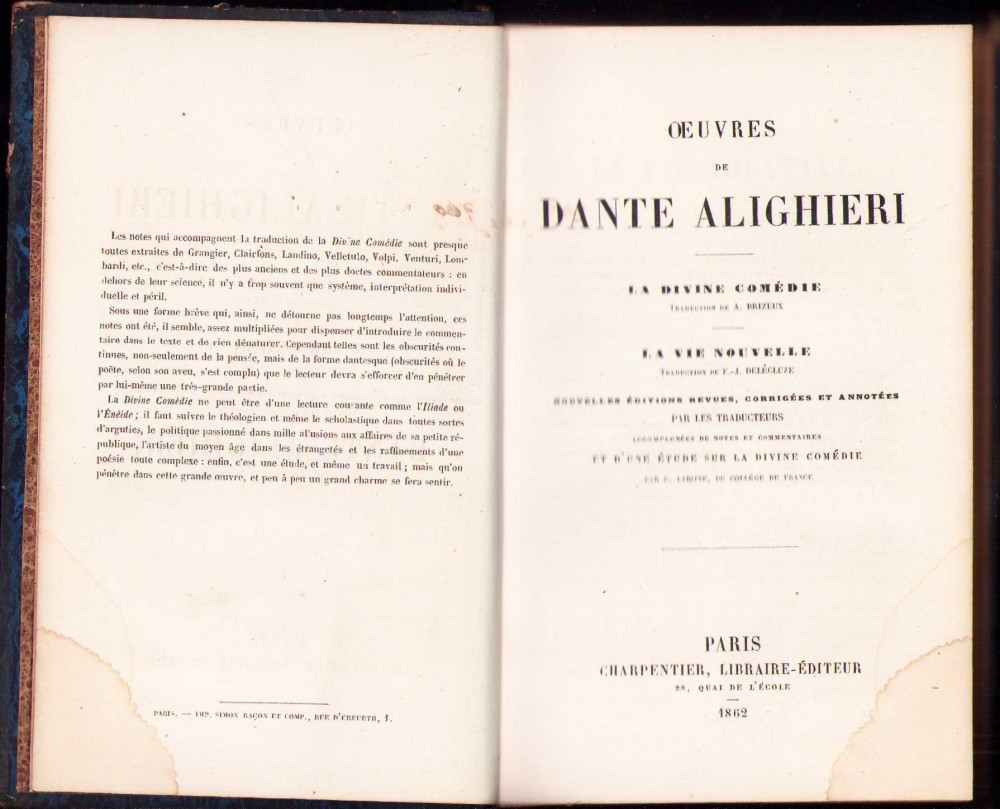 Les notes qui accompagnent la traduction de la Divine Comédie sont presque
toutes extraites de Grangier, Clairfons, Landino, Velletulo, Volpi, Venturi, Lom-
bardi, etc., c'est-à-dire des plus anciens et des plus doctes commentateurs : en
dehors de leur science, il n'y a trop souvent que système, interprétation indivi-
duelle et péril.
Sous une forme brève qui, ainsi, ne détourne pas longtemps l'attention, ces
notes ont été, il semble, assez multipliées pour dispenser d'introduire le commen-
taire dans le texte et de rien dénaturer. Cependant telles sont les obscurités con-
tinues, non-seulement de la pensée, mais de la forme dantesque (obscurités où le
poëte, selon son aveu, s'est complu) que le lecteur devra s'efforcer d'en pénétrer
par lui-même une très-grande partie.
La Divine Comédie ne peut être d'une lecture courante comme l'Iliade ou
l'Énéide ; il faut suivre le théologien et même le scholastique dans toutes sortes
d'arguties, le politique passionné dans mille allusions aux affaires de sa petite ré-
publique, l'artiste du moyen âge dans les étrangetés et les raffinements d'une
poésie toute complexe : enfin, c'est une étude, et même un travail ; mais qu'on
pénètre dans cette grande œuvre, et peu à peu un grand charme se fera sentir.
PARIS. — IMP. SIMON RAÇON ET COMP., RUE D'ERFURTH, 1.
ŒUVRES
DE
DANTE ALIGHIERI
LA DIVINE COMÉDIE
TRADUCTION DE A. BRIZEUX
LA VIE NOUVELLE
TRADUCTION DE E.-J. DELÉCLUZE
NOUVELLES ÉDITIONS REVUES, CORRIGÉES ET ANNOTÉES
PAR LES TRADUCTEURS
ACCOMPAGNÉES DE NOTES ET COMMENTAIRES
ET D'UNE ÉTUDE SUR LA DIVINE COMÉDIE
PAR C. LABITTE, DU COLLÉGE DE FRANCE
PARIS
CHARPENTIER, LIBRAIRE-ÉDITEUR
28, QUAI DE L'ÉCOLE
1862